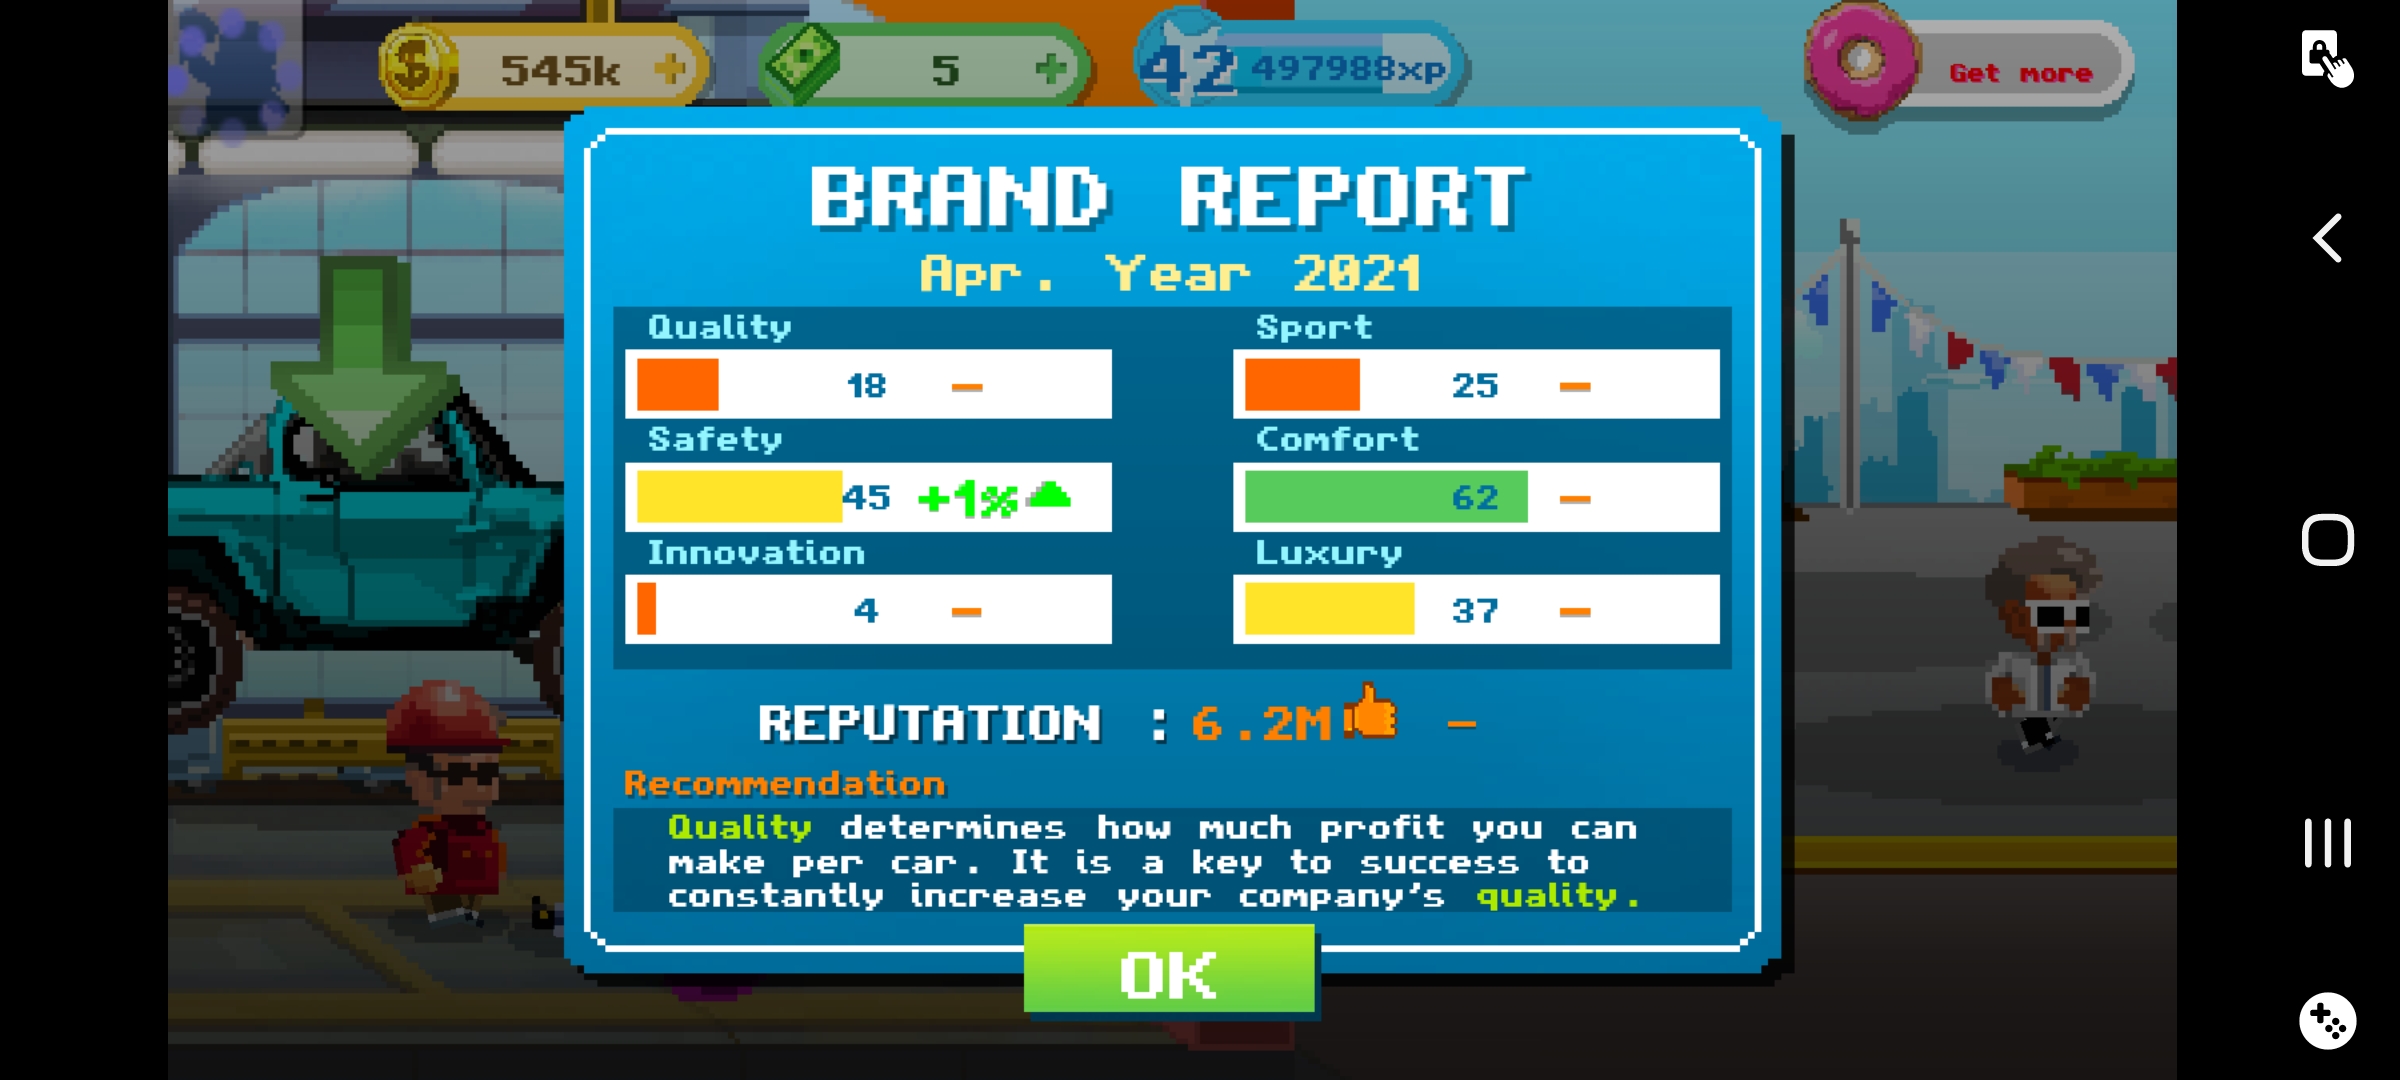 545k +
5 +
42 497988xp
Get more
BRAND REPORT
Apr. Year 2021
Quality
18 –
Sport
25 –
Safety
45 +1%
Comfort
62 –
Innovation
4 –
Luxury
37 –
REPUTATION : 6.2M –
Recommendation
Quality determines how much profit you can
make per car. It is a key to success to
constantly increase your company's quality.
OK